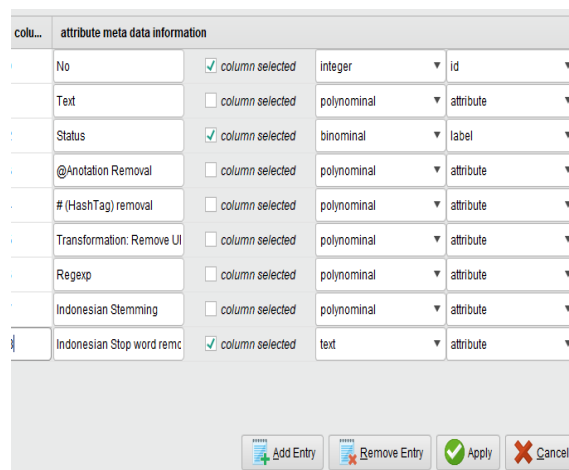 colu... attribute meta data information
No column selected integer id
Text column selected polynominal attribute
Status column selected binominal label
@Anotation Removal column selected polynominal attribute
# (HashTag) removal column selected polynominal attribute
Transformation: Remove Ul column selected polynominal attribute
Regexp column selected polynominal attribute
Indonesian Stemming column selected polynominal attribute
Indonesian Stop word remc column selected text attribute
Add Entry Remove Entry Apply Cancel